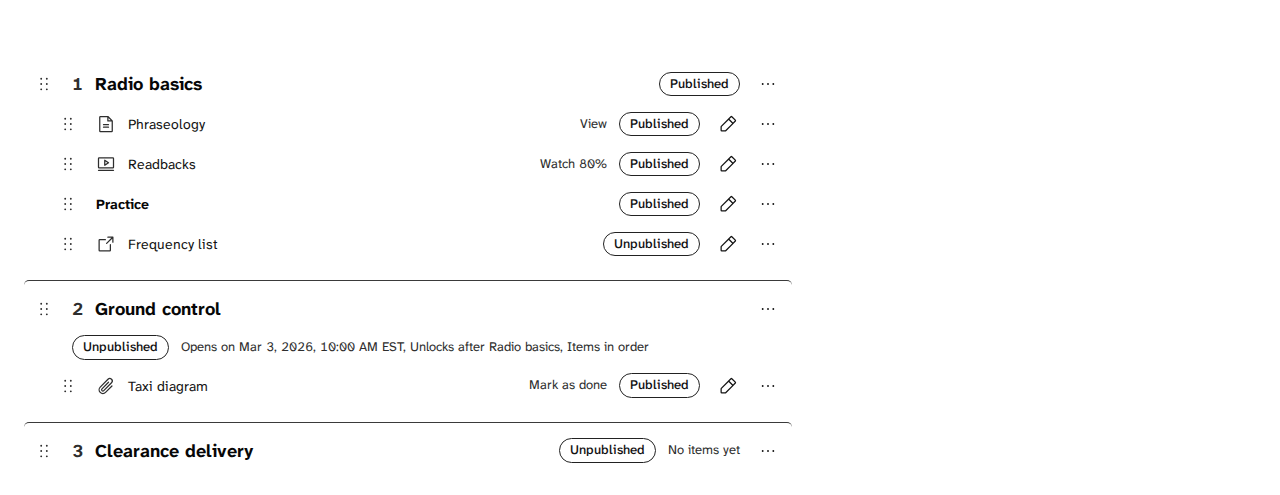 1 Radio basics Published
Phraseology View Published
Readbacks Watch 80% Published
Practice Published
Frequency list Unpublished
2 Ground control
Unpublished Opens on Mar 3, 2026, 10:00 AM EST, Unlocks after Radio basics, Items in order
Taxi diagram Mark as done Published
3 Clearance delivery Unpublished No items yet